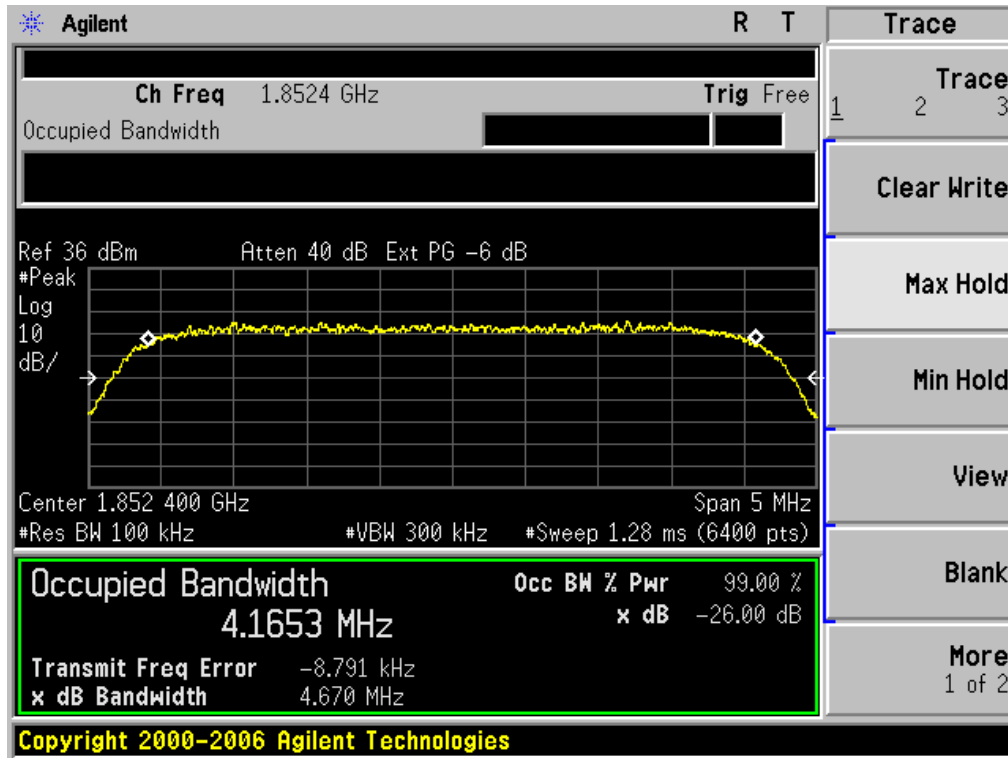 Agilent R T
Ch Freq 1.8524 GHz Trig Free
Occupied Bandwidth
Ref 36 dBm Atten 40 dB Ext PG -6 dB
#Peak
Log
10
dB/
Center 1.852 400 GHz Span 5 MHz
#Res BW 100 kHz #VBW 300 kHz #Sweep 1.28 ms (6400 pts)
Occupied Bandwidth
4.1653 MHz
Occ BW % Pwr 99.00 %
x dB -26.00 dB
Transmit Freq Error -8.791 kHz
x dB Bandwidth 4.670 MHz
Copyright 2000-2006 Agilent Technologies
Trace
Trace
1 2 3
Clear Write
Max Hold
Min Hold
View
Blank
More
1 of 2